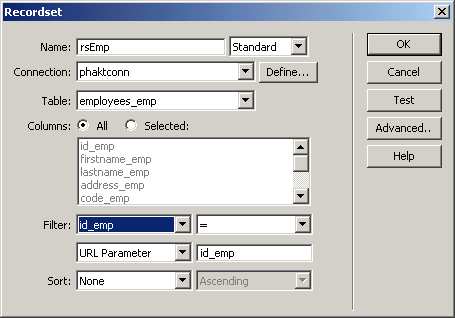 Recordset
Name: rsEmp Standard OK
Connection: phaktconn Define... Cancel
Table: employees_emp Test
Columns: All Selected: Advanced..
id_emp Help
firstname_emp
lastname_emp
address_emp
code_emp
Filter: id_emp =
URL Parameter id_emp
Sort: None Ascending